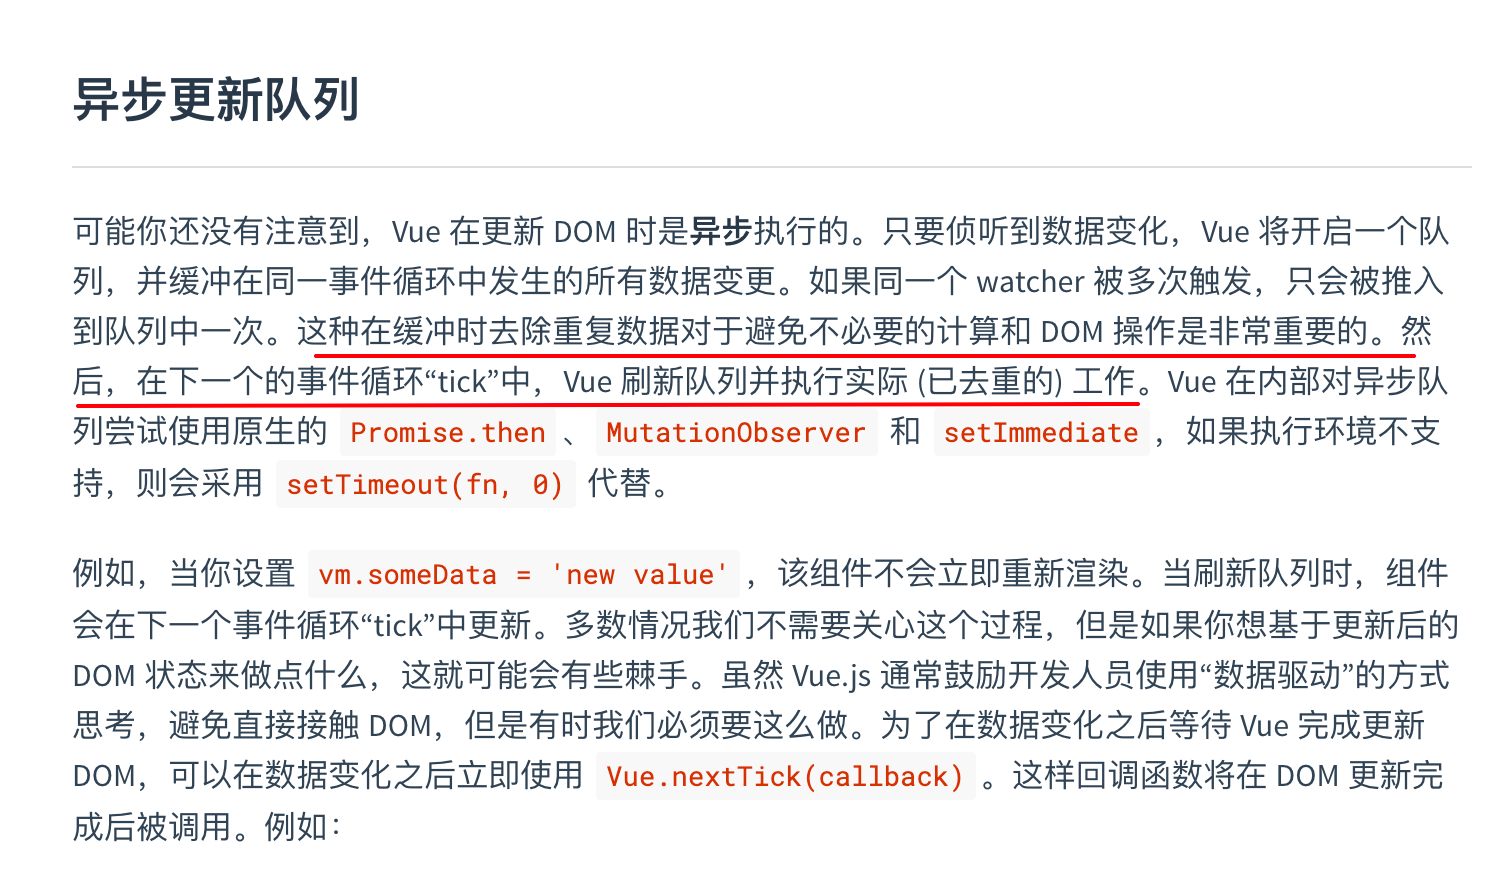 异步更新队列
可能你还没有注意到，Vue 在更新 DOM 时是异步执行的。只要侦听到数据变化，Vue 将开启一个队
列，并缓冲在同一事件循环中发生的所有数据变更。如果同一个 watcher 被多次触发，只会被推入
到队列中一次。这种在缓冲时去除重复数据对于避免不必要的计算和 DOM 操作是非常重要的。然
后，在下一个的事件循环“tick”中，Vue 刷新队列并执行实际 (已去重的) 工作。Vue 在内部对异步队
列尝试使用原生的 Promise.then 、 MutationObserver 和 setImmediate ，如果执行环境不支
持，则会采用 setTimeout(fn, 0) 代替。
例如，当你设置 vm.someData = 'new value' ，该组件不会立即重新渲染。当刷新队列时，组件
会在下一个事件循环“tick”中更新。多数情况我们不需要关心这个过程，但是如果你想基于更新后的
DOM 状态来做点什么，这就可能会有些棘手。虽然 Vue.js 通常鼓励开发人员使用“数据驱动”的方式
思考，避免直接接触 DOM，但是有时我们必须要这么做。为了在数据变化之后等待 Vue 完成更新
DOM，可以在数据变化之后立即使用 Vue.nextTick(callback) 。这样回调函数将在 DOM 更新完
成后被调用。例如：